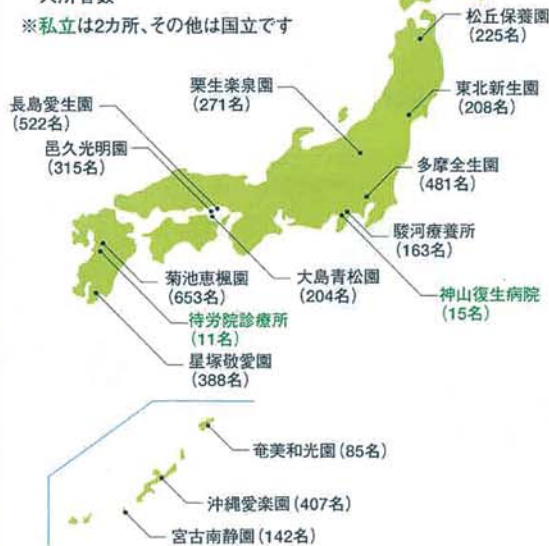 ※私立は2カ所、その他は国立です
松丘保養園
(225名)
栗生楽泉園
(271名)
東北新生園
(208名)
長島愛生園
(522名)
邑久光明園
(315名)
多摩全生園
(481名)
駿河療養所
(163名)
菊池恵楓園
(653名)
大島青松園
(204名)
神山復生病院
(15名)
待労院診療所
(11名)
星塚敬愛園
(388名)
奄美和光園(85名)
沖縄愛楽園(407名)
宮古南静園(142名)